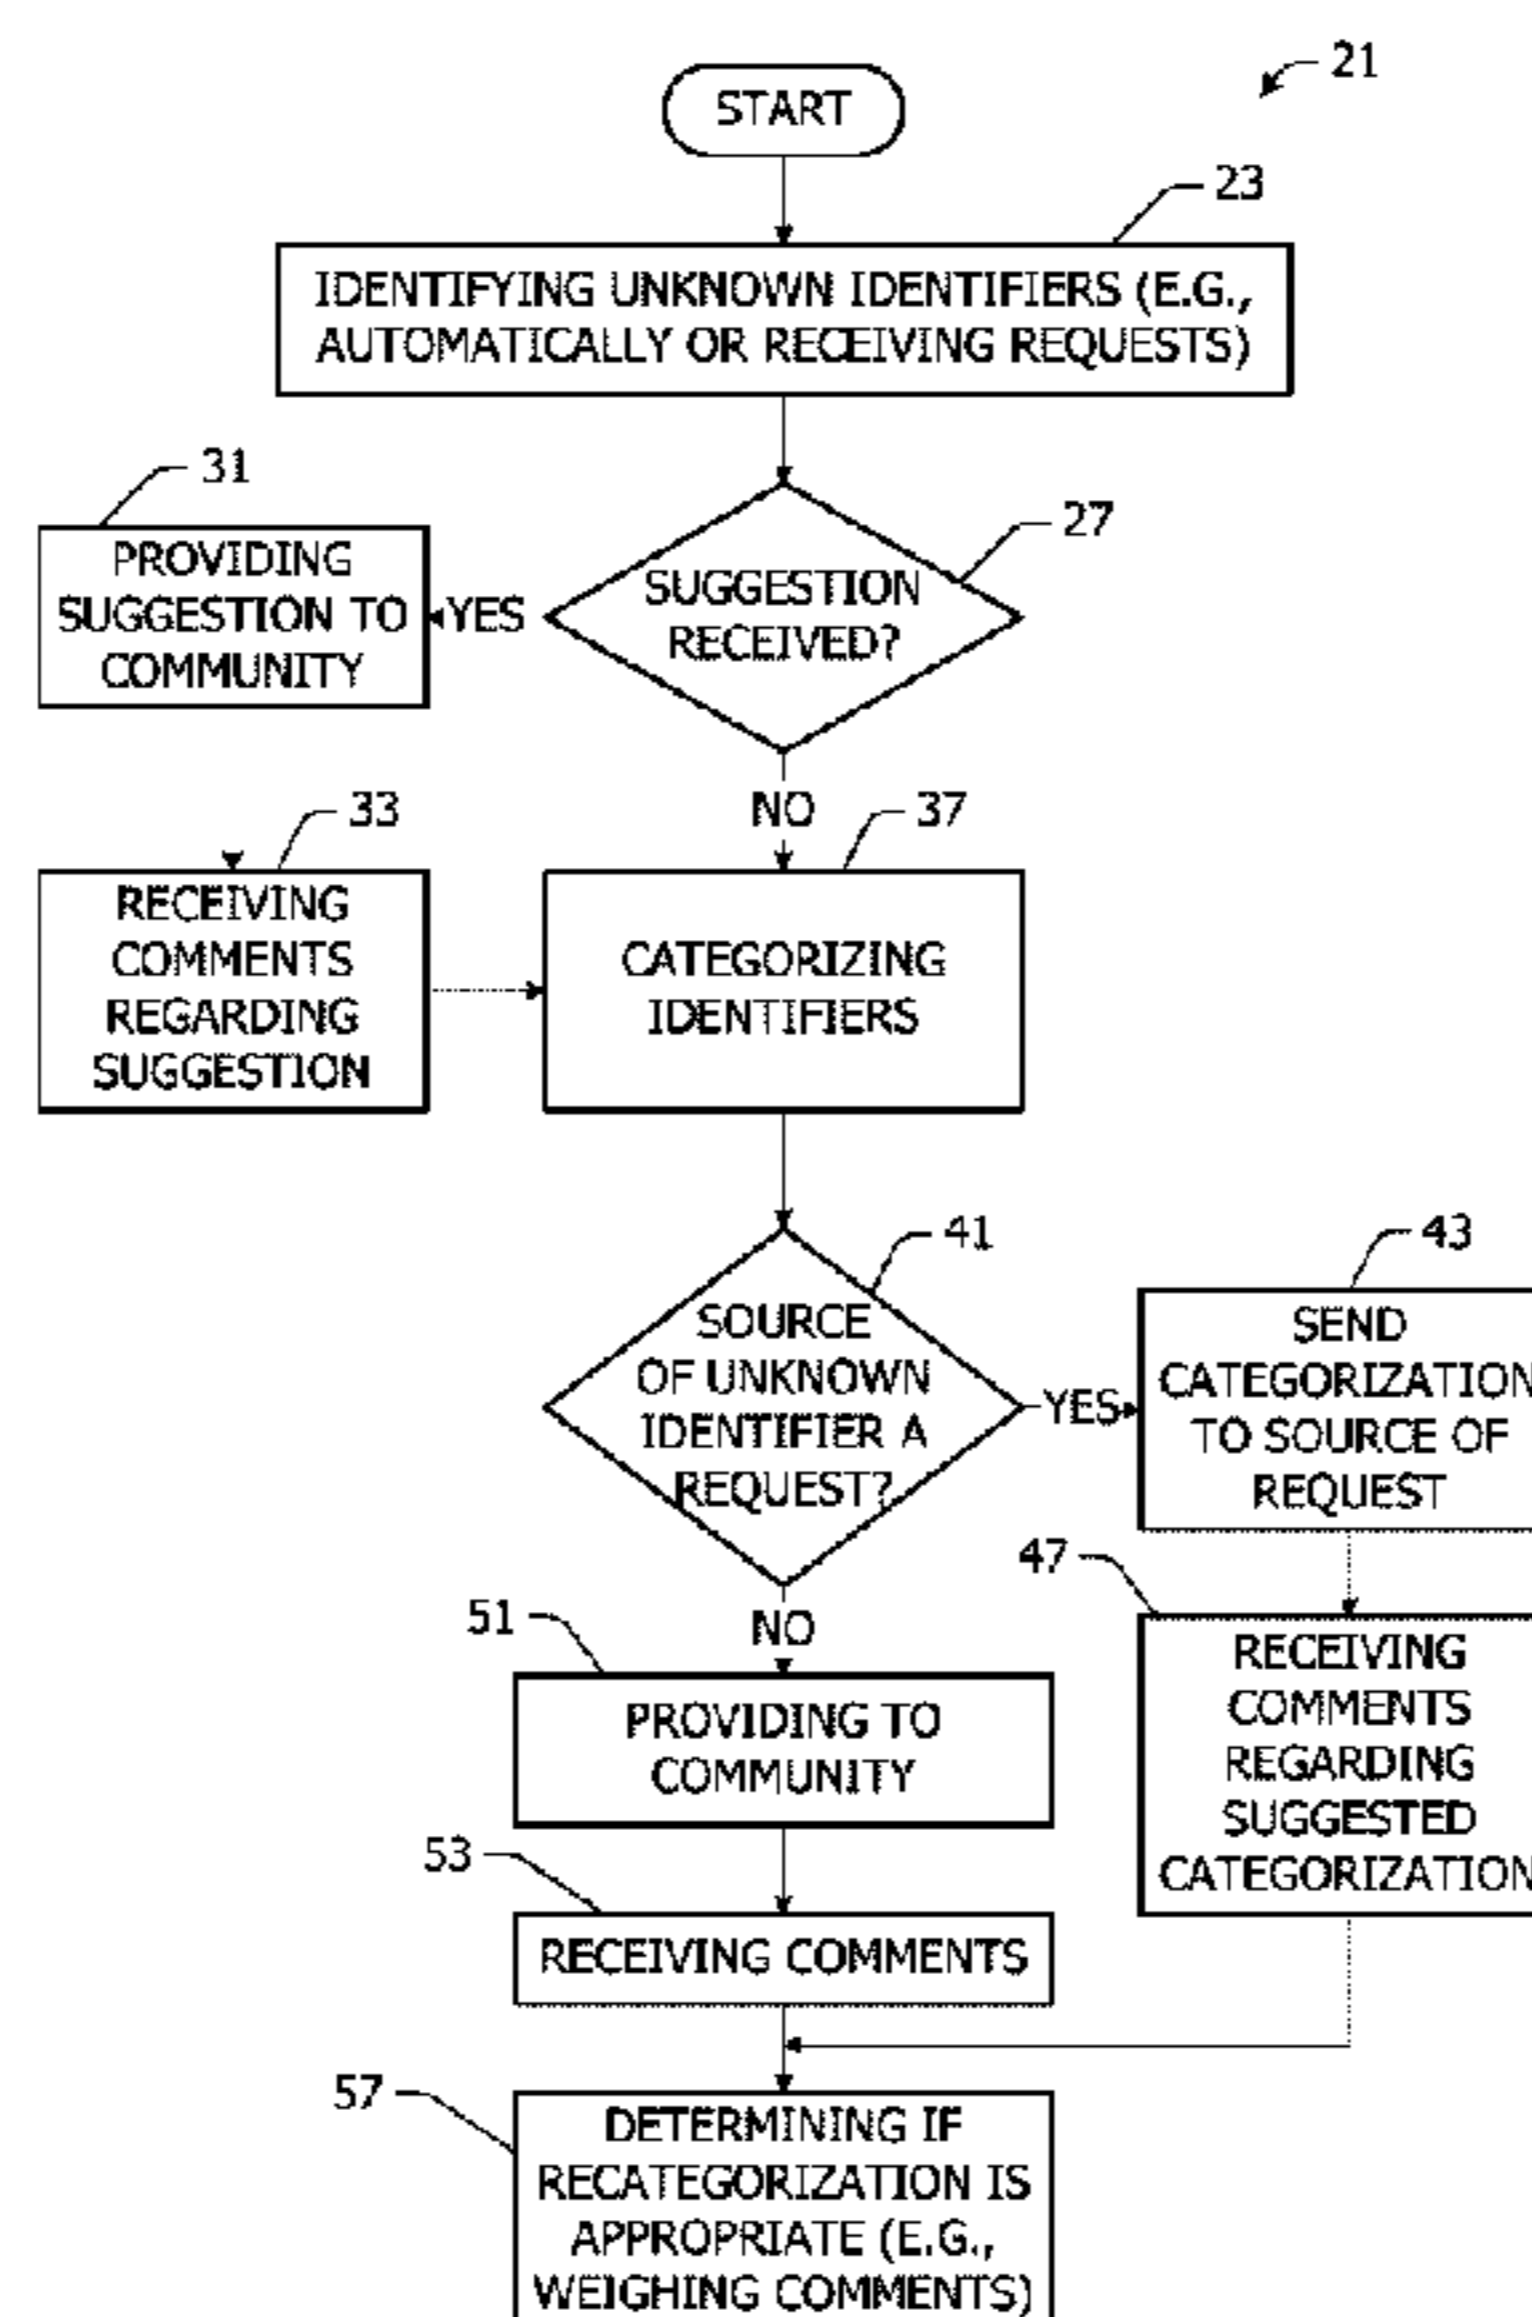 21
START
23
IDENTIFYING UNKNOWN IDENTIFIERS (E.G.,
AUTOMATICALLY OR RECEIVING REQUESTS)
31
27
PROVIDING
SUGGESTION TO
COMMUNITY
YES
SUGGESTION
RECEIVED?
NO
33
37
RECEIVING
COMMENTS
REGARDING
SUGGESTION
CATEGORIZING
IDENTIFIERS
41
43
SOURCE
OF UNKNOWN
IDENTIFIER A
REQUEST?
YES
SEND
CATEGORIZATION
TO SOURCE OF
REQUEST
47
51
NO
RECEIVING
COMMENTS
REGARDING
SUGGESTED
CATEGORIZATION
PROVIDING TO
COMMUNITY
53
RECEIVING COMMENTS
57
DETERMINING IF
RECATEGORIZATION IS
APPROPRIATE (E.G.,
WEIGHING COMMENTS)